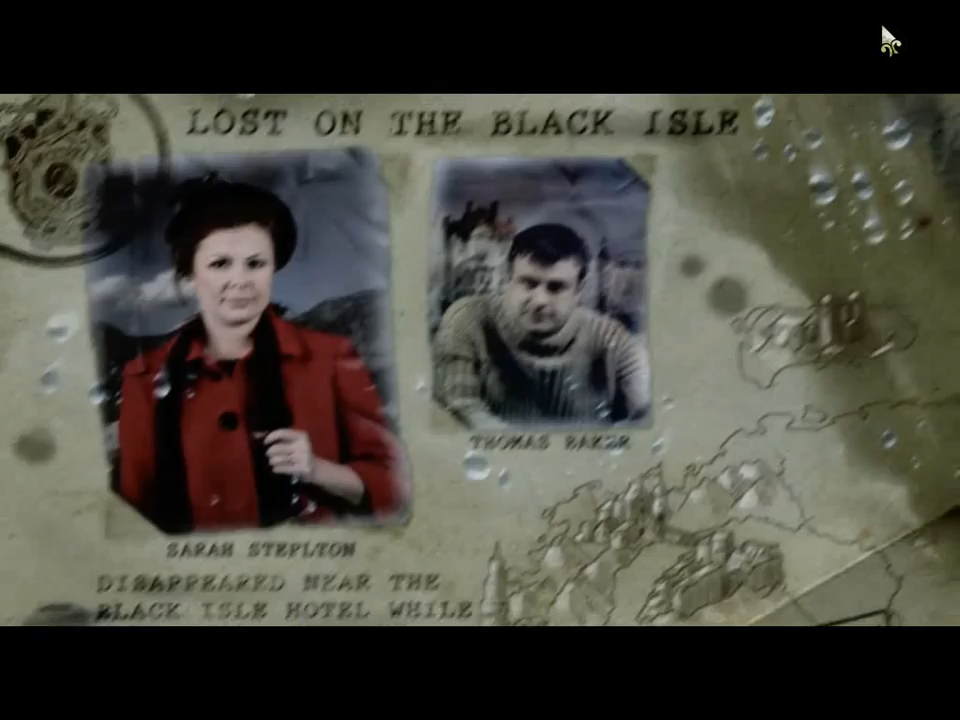 LOST ON THE BLACK ISLE
THOMAS BAKER
SARAH STEPLTON
DISAPPEARED NEAR THE
BLACK ISLE HOTEL WHILE